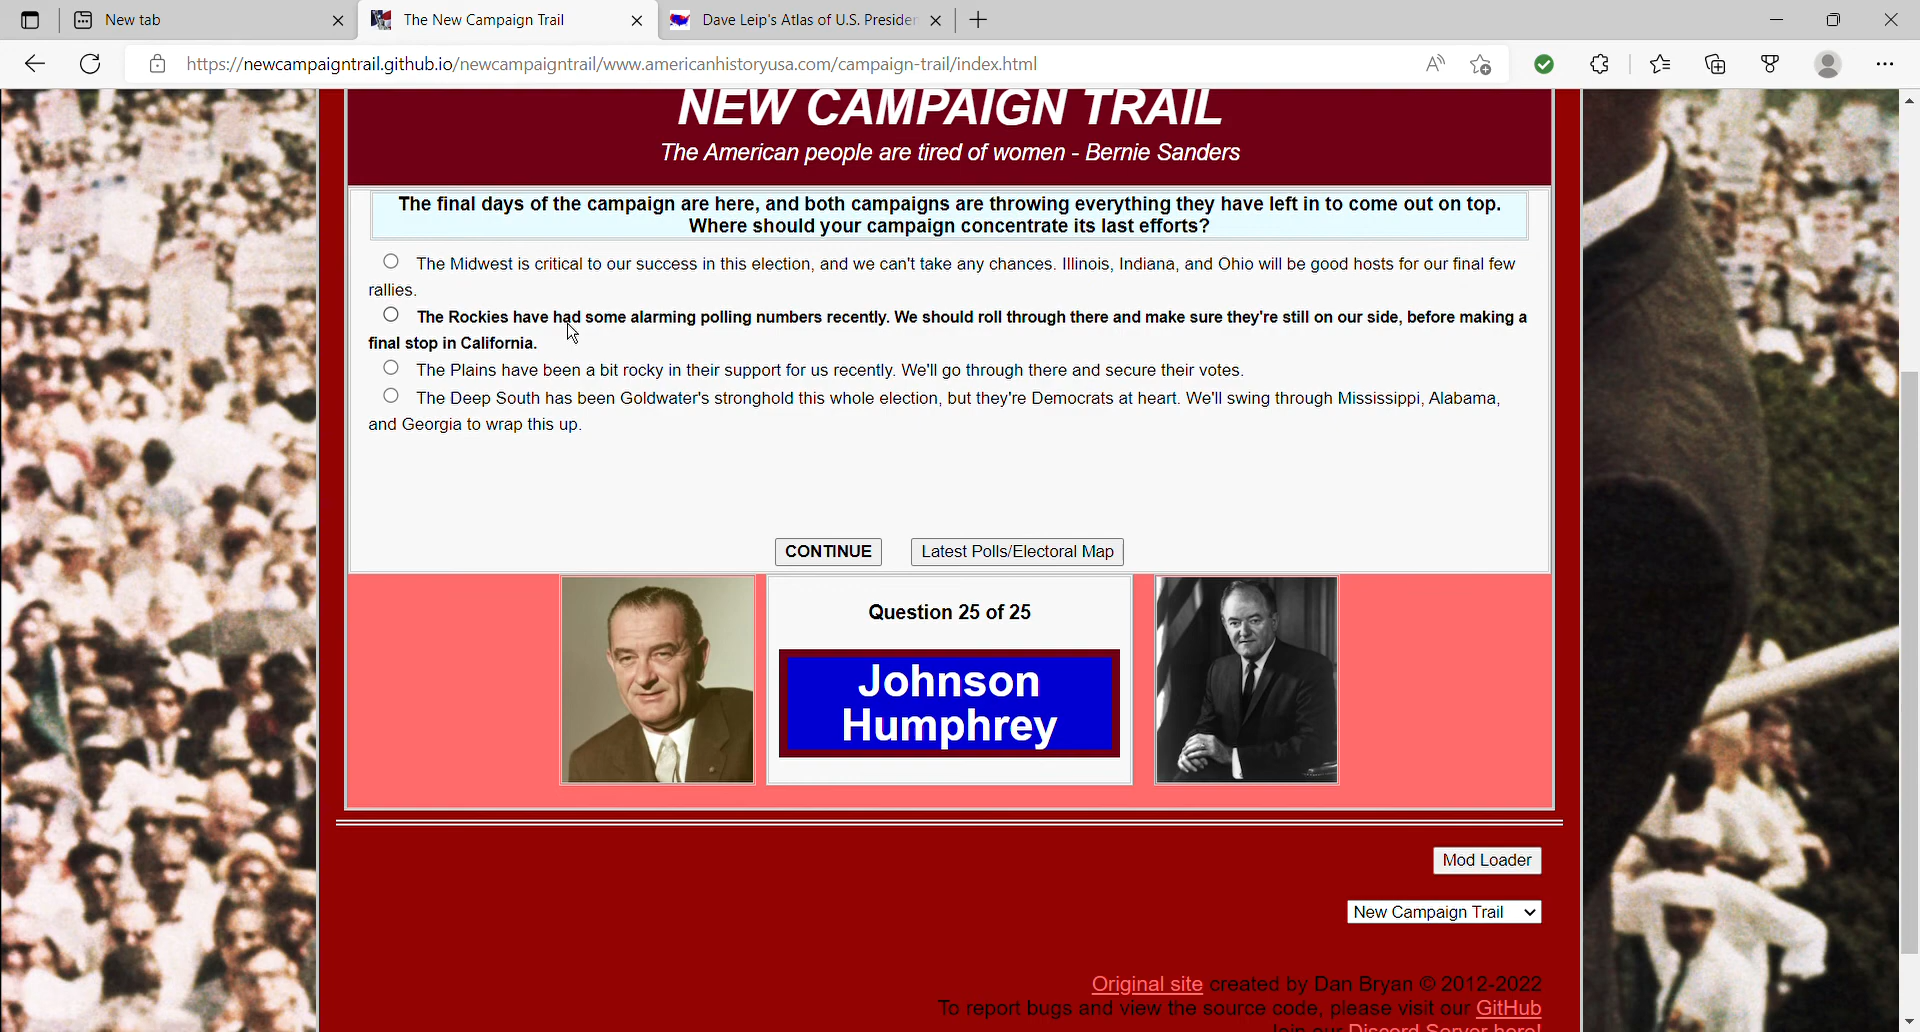 New tab
The New Campaign Trail
Dave Leip's Atlas of U.S. Presiden
https://newcampaigntrail.github.io/newcampaigntrail/www.americanhistoryusa.com/campaign-trail/index.html
NEW CAMPAIGN TRAIL
The American people are tired of women - Bernie Sanders
The final days of the campaign are here, and both campaigns are throwing everything they have left in to come out on top.
Where should your campaign concentrate its last efforts?
The Midwest is critical to our success in this election, and we can't take any chances. Illinois, Indiana, and Ohio will be good hosts for our final few
rallies.
The Rockies have had some alarming polling numbers recently. We should roll through there and make sure they're still on our side, before making a
final stop in California.
The Plains have been a bit rocky in their support for us recently. We'll go through there and secure their votes.
The Deep South has been Goldwater's stronghold this whole election, but they're Democrats at heart. We'll swing through Mississippi, Alabama,
and Georgia to wrap this up.
CONTINUE
Latest Polls/Electoral Map
Question 25 of 25
Johnson
Humphrey
Mod Loader
New Campaign Trail
Original site created by Dan Bryan © 2012-2022
To report bugs and view the source code, please visit our GitHub
Join our Discord Server here!